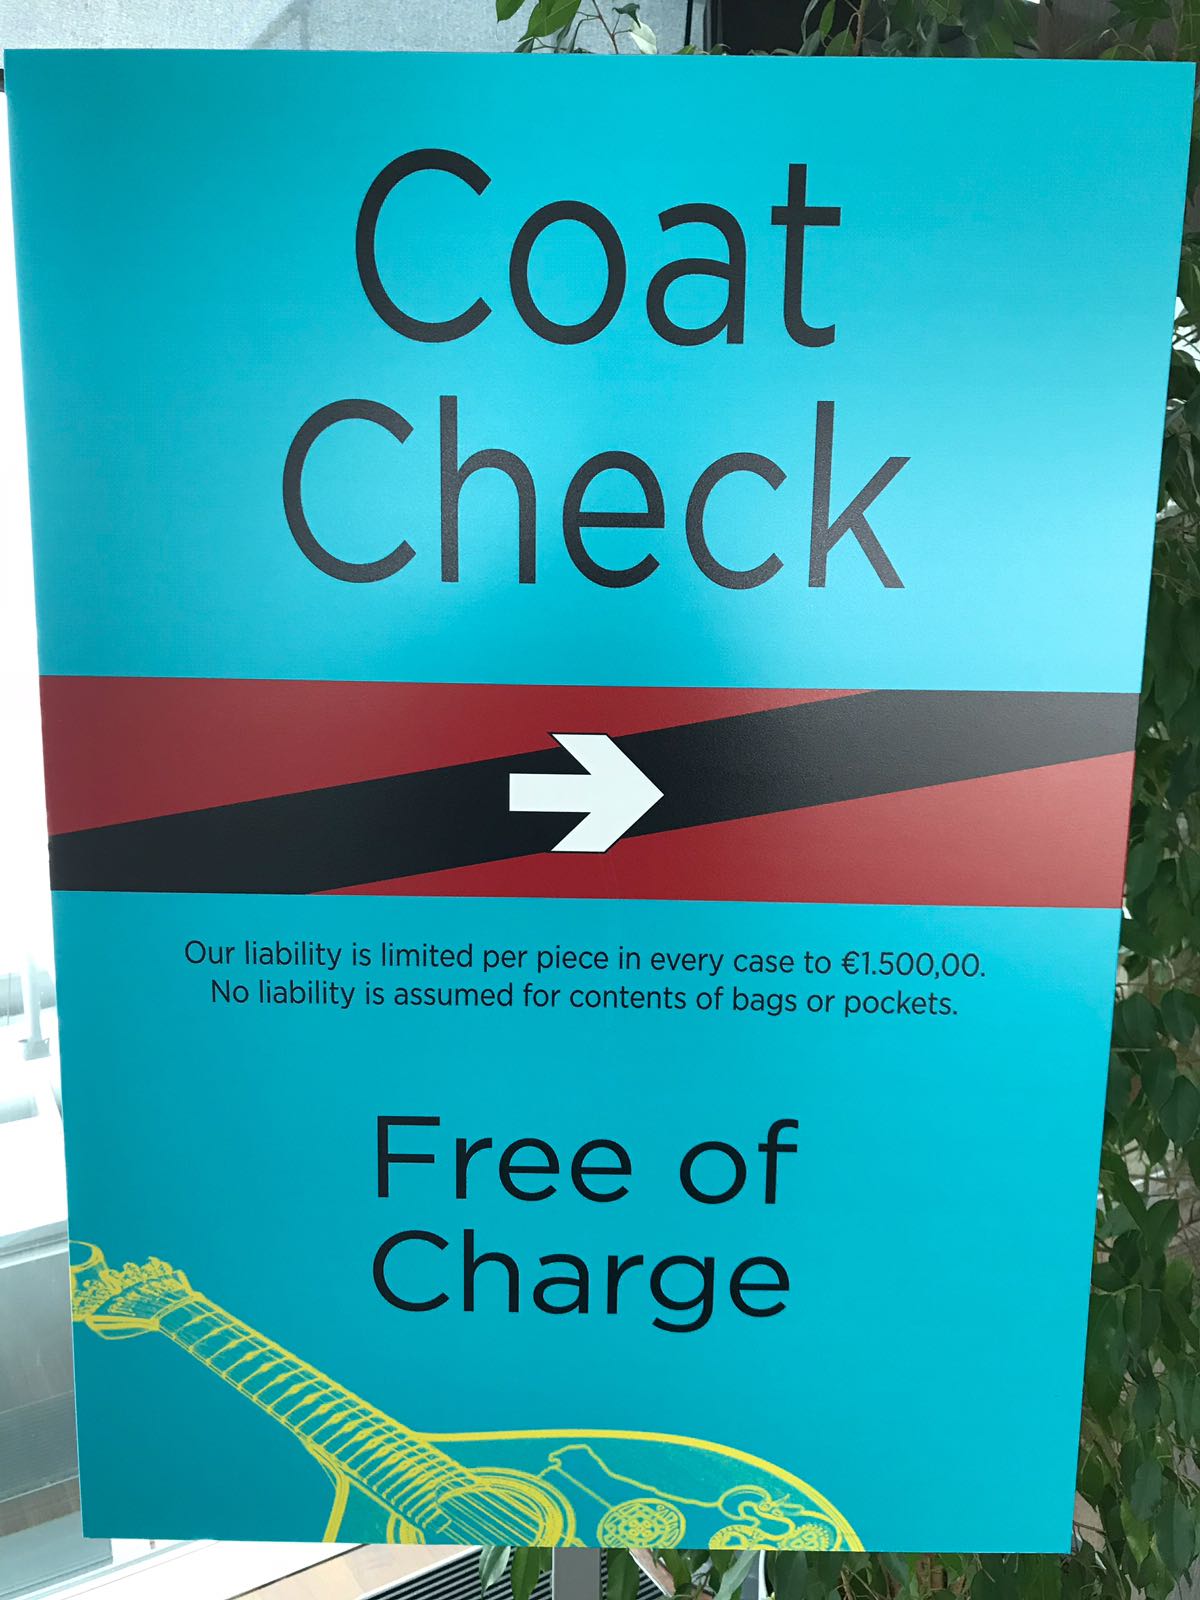 Coat
Check
Our liability is limited per piece in every case to €1.500,00.
No liability is assumed for contents of bags or pockets.
Free of
Charge